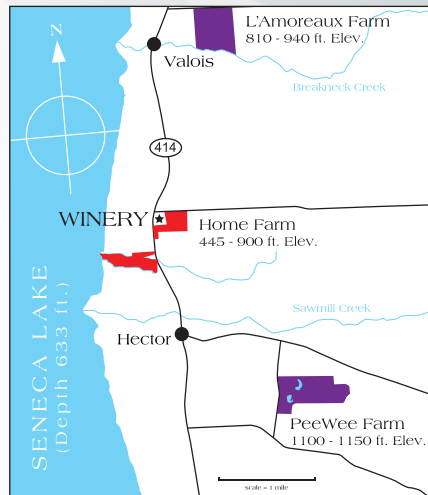 L'Amoreaux Farm
810 - 940 ft. Elev.
N
Valois
Breakneck Creek
414
WINERY
Home Farm
445 - 900 ft. Elev.
SENECA LAKE
(Depth 633 ft.)
Sawmill Creek
Hector
PeeWee Farm
1100 - 1150 ft. Elev.
scale = 1 mile